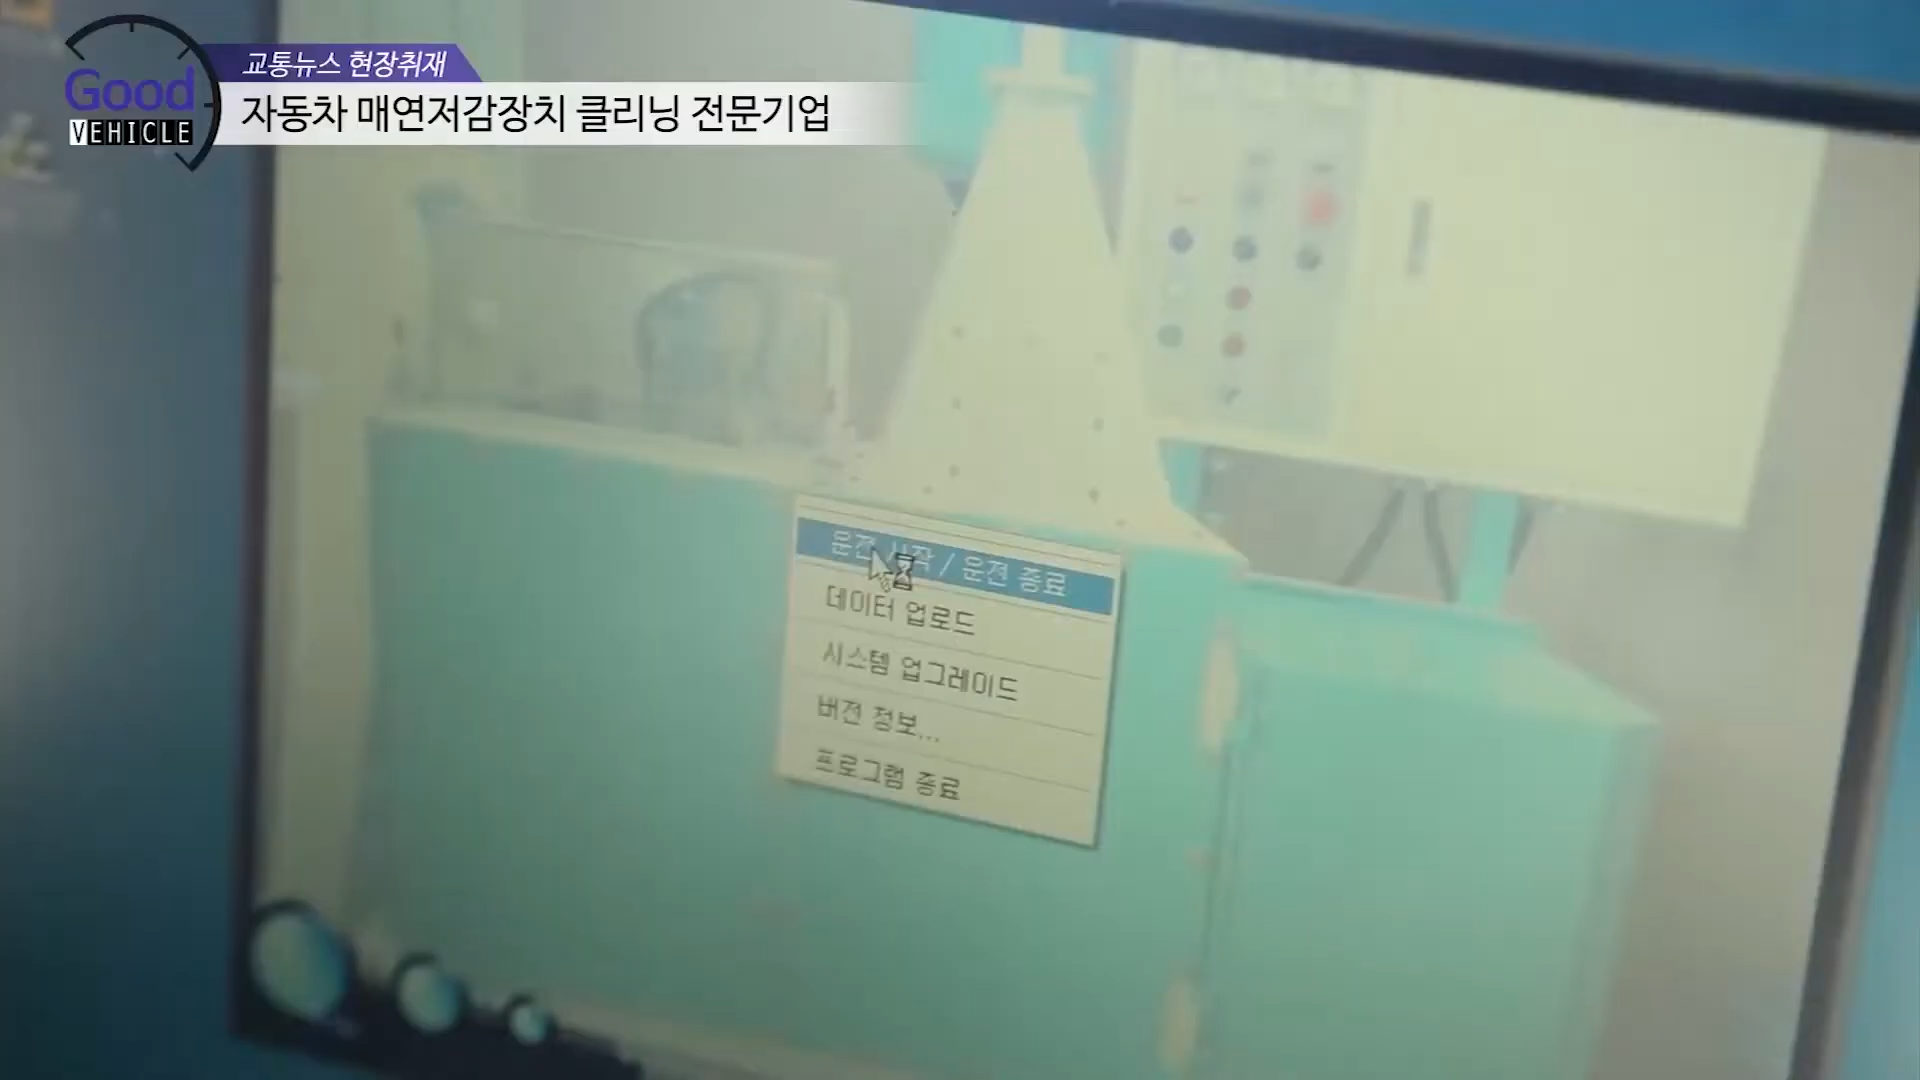 Good
VEHICLE
교통뉴스 현장취재
자동차 매연저감장치 클리닝 전문기업
운전 시작 / 운전 종료
데이터 업로드
시스템 업그레이드
버전 정보...
프로그램 종료